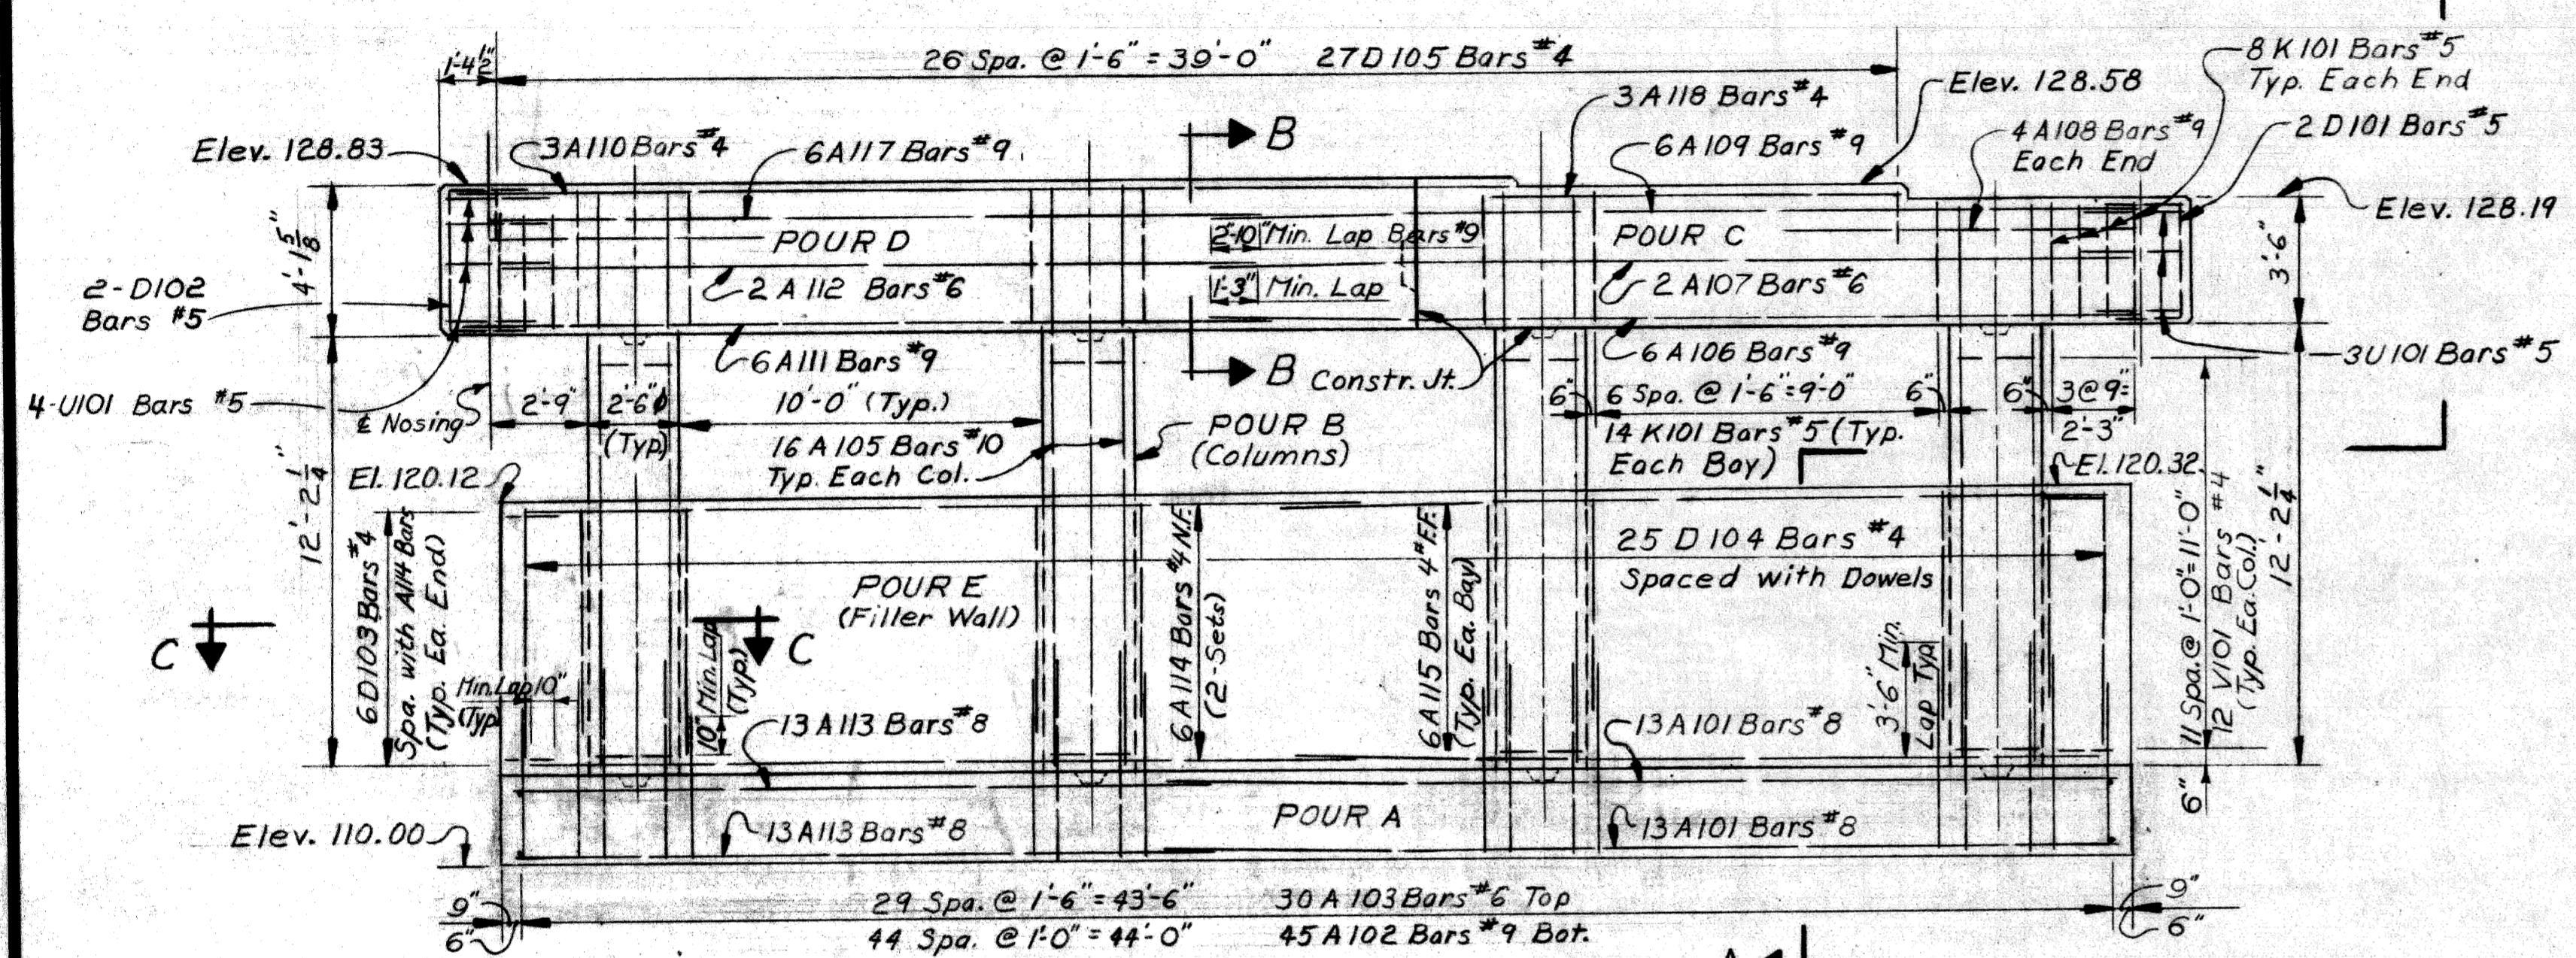 1'-4½"
26 Spa. @ 1'-6" = 39'-0" 27 D 105 Bars #4
8 K 101 Bars #5
Typ. Each End
3 A 118 Bars #4
Elev. 128.58
Elev. 128.83
3 A 110 Bars #4
6 A 117 Bars #9
B
6 A 109 Bars #9
4 A 108 Bars #9
Each End
2 D 101 Bars #5
Elev. 128.19
4'-1⅝"
POUR D
2'-10" Min. Lap Bars #9
POUR C
3'-6"
2-D102
Bars #5
2 A 112 Bars #6
1'-3" Min. Lap
2 A 107 Bars #6
6 A 111 Bars #9
B
Constr. Jt.
6 A 106 Bars #9
3 U 101 Bars #5
4-U101 Bars #5
℄ Nosing
2'-9"
2'-6"ϕ
(Typ.)
10'-0" (Typ.)
16 A 105 Bars #10
Typ. Each Col.
POUR B
(Columns)
6"
6 Spa. @ 1'-6" = 9'-0"
6"
6"
3 @ 9" =
2'-3"
14 K101 Bars #5 (Typ.
Each Bay)
El. 120.12
El. 120.32
12'-2¼"
6 D103 Bars #4
Spa. with A114 Bars
(Typ. Ea. End)
POUR E
(Filler Wall)
6 A 114 Bars #4 N.F.
(2-Sets)
6 A 115 Bars 4# F.F.
(Typ. Ea. Bay)
25 D 104 Bars #4
Spaced with Dowels
11 Spa. @ 1'-0" = 11'-0"
12 V101 Bars #4
(Typ. Ea. Col.)
12'-2¼"
C
C
Min. Lap 10"
(Typ.
10" Min. Lap
(Typ.)
3'-6" Min.
Lap Typ.
13 A 113 Bars #8
13 A 101 Bars #8
6"
Elev. 110.00
13 A 113 Bars #8
POUR A
13 A 101 Bars #8
9"
29 Spa. @ 1'-6" = 43'-6" 30 A 103 Bars #6 Top
9"
6"
44 Spa. @ 1'-0" = 44'-0" 45 A 102 Bars #9 Bot.
6"